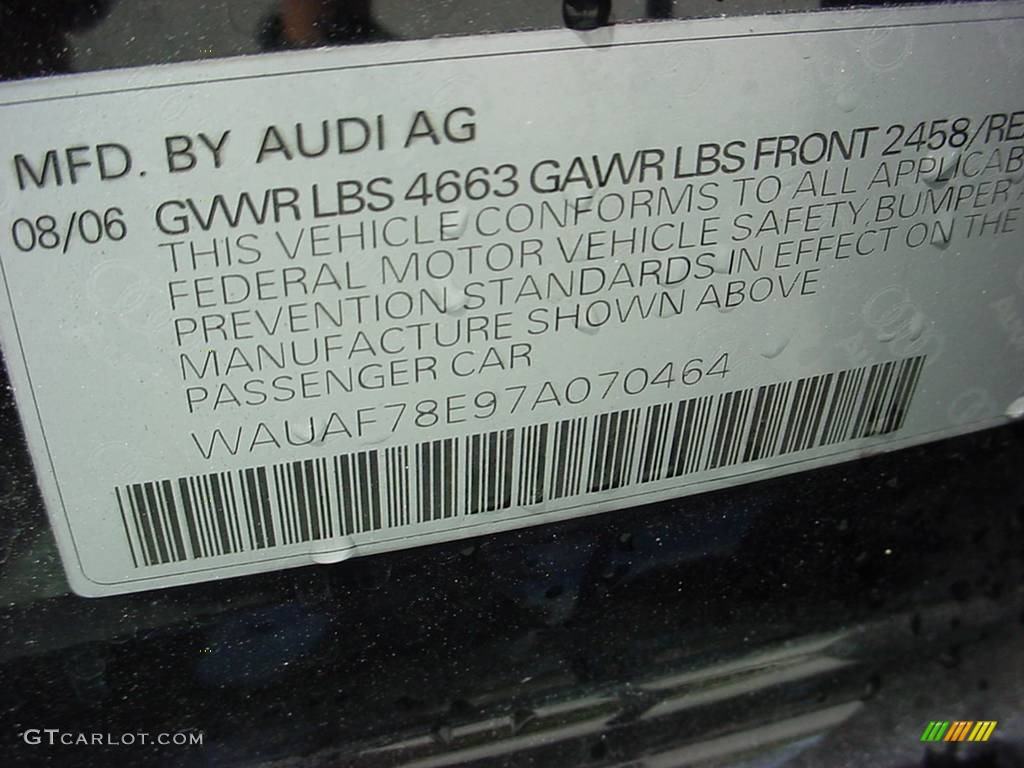 MFD. BY AUDI AG
08/06 GVWR LBS 4663 GAWR LBS FRONT 2458/RE
THIS VEHICLE CONFORMS TO ALL APPLICAB
FEDERAL MOTOR VEHICLE SAFETY, BUMPER
PREVENTION STANDARDS IN EFFECT ON THE
MANUFACTURE SHOWN ABOVE
PASSENGER CAR
WAUAF78E97A070464
GTCARLOT.COM